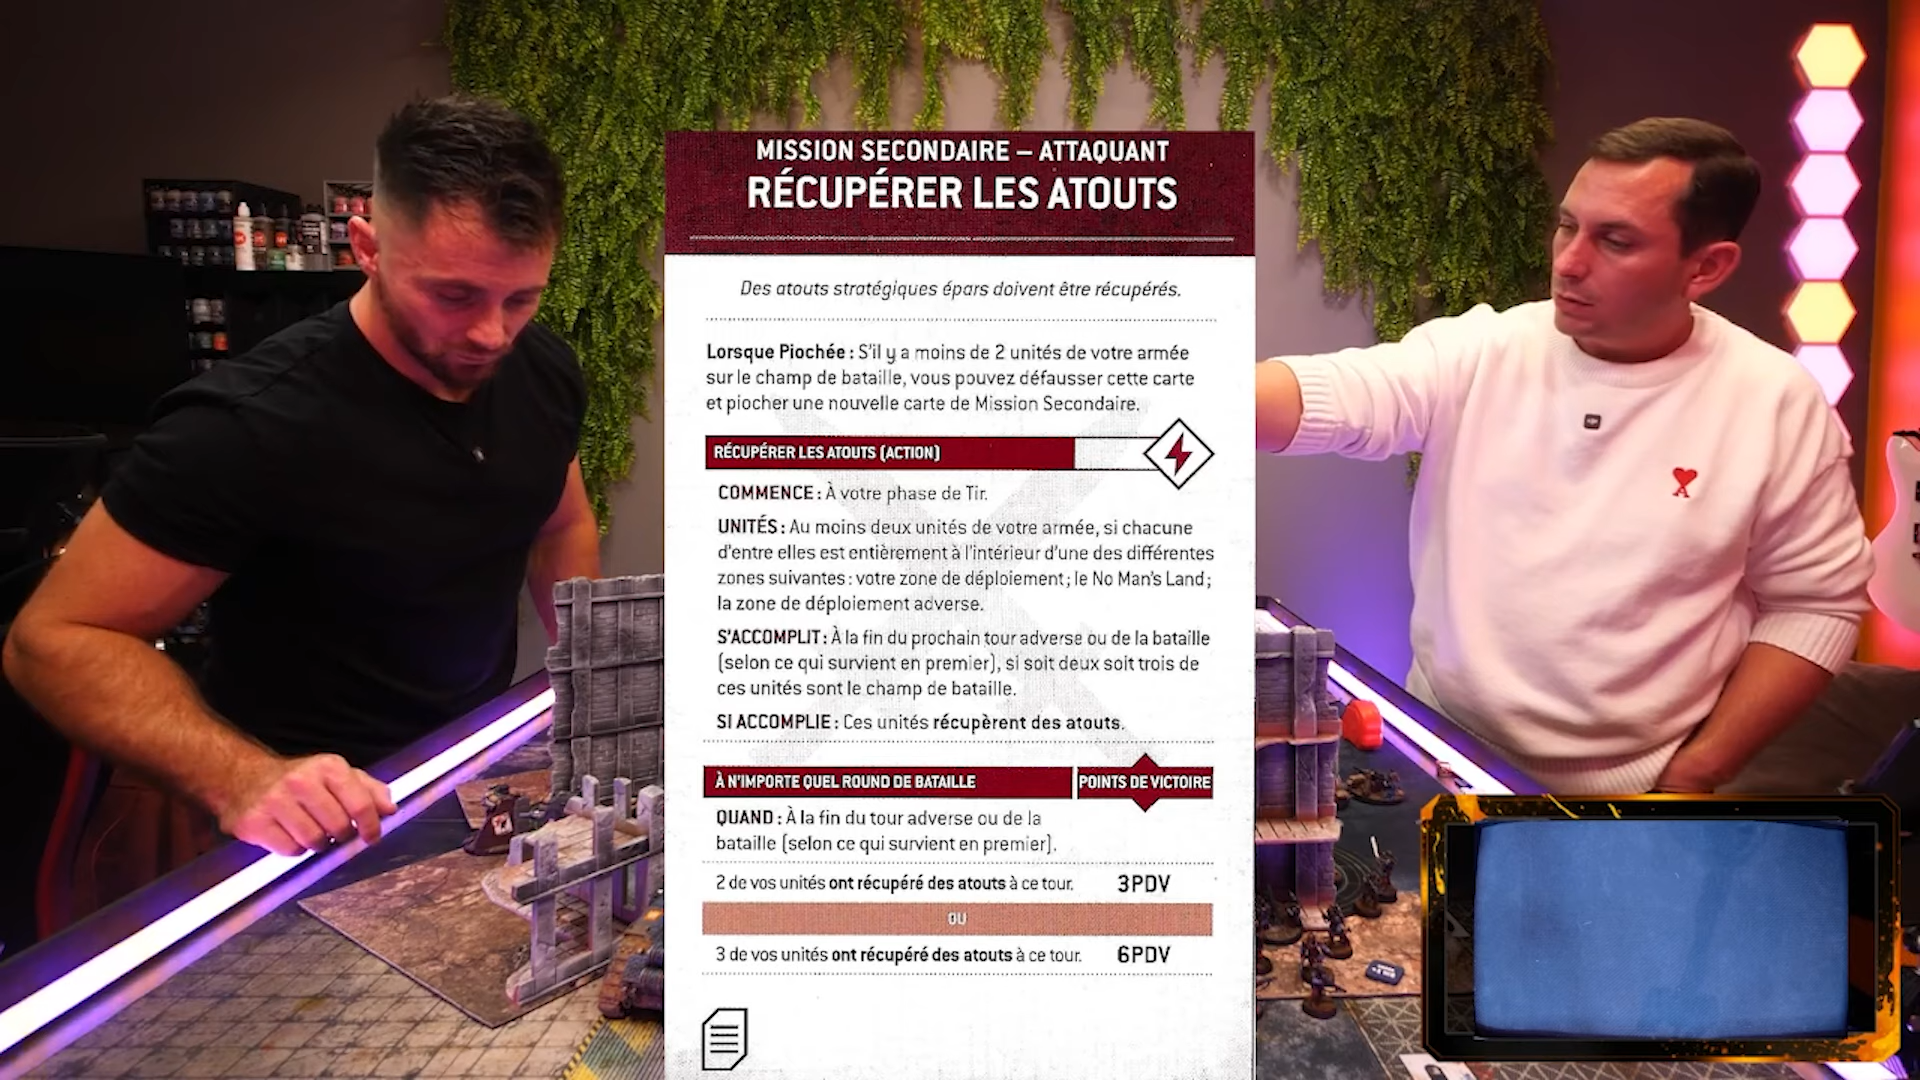 MISSION SECONDAIRE – ATTAQUANT
RÉCUPÉRER LES ATOUTS
Des atouts stratégiques épars doivent être récupérés.
Lorsque Piochée : S'il y a moins de 2 unités de votre armée
sur le champ de bataille, vous pouvez défausser cette carte
et piocher une nouvelle carte de Mission Secondaire.
RÉCUPÉRER LES ATOUTS (ACTION)
COMMENCE : À votre phase de Tir.
UNITÉS : Au moins deux unités de votre armée, si chacune
d'entre elles est entièrement à l'intérieur d'une des différentes
zones suivantes : votre zone de déploiement ; le No Man's Land ;
la zone de déploiement adverse.
S'ACCOMPLIT : À la fin du prochain tour adverse ou de la bataille
(selon ce qui survient en premier), si soit deux soit trois de
ces unités sont le champ de bataille.
SI ACCOMPLIE : Ces unités récupèrent des atouts.
À N'IMPORTE QUEL ROUND DE BATAILLE
POINTS DE VICTOIRE
QUAND : À la fin du tour adverse ou de la
bataille (selon ce qui survient en premier).
2 de vos unités ont récupéré des atouts à ce tour. 3PDV
OU
3 de vos unités ont récupéré des atouts à ce tour. 6PDV
A